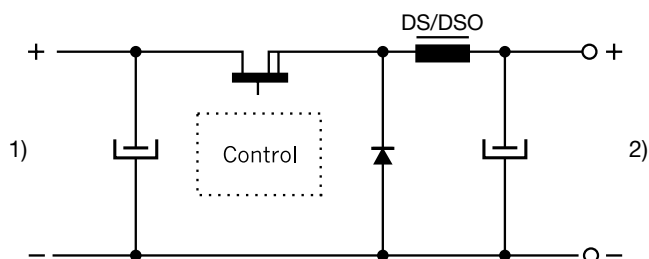 DS/DSO
+ +
1) Control 2)
− −